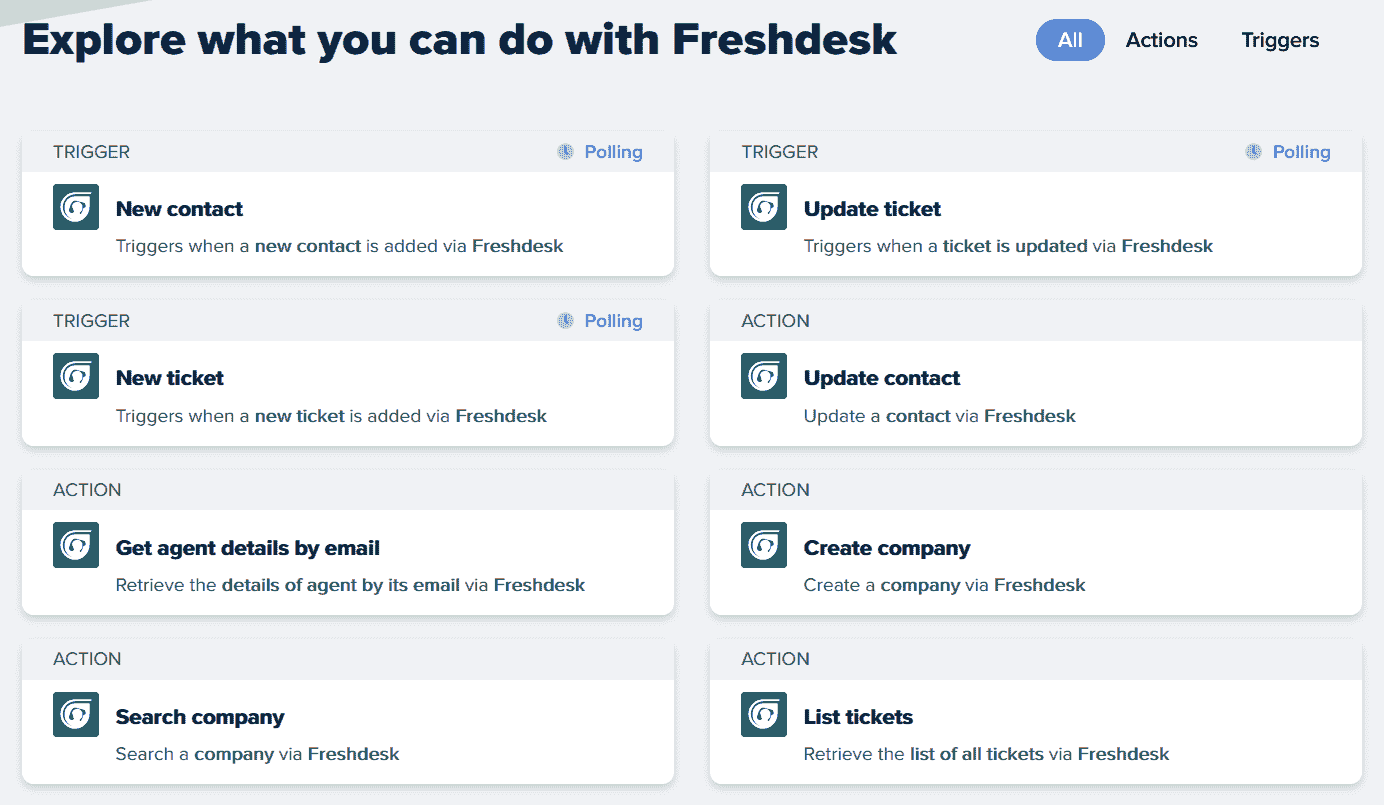 Explore what you can do with Freshdesk
All Actions Triggers
TRIGGER Polling
New contact
Triggers when a new contact is added via Freshdesk
TRIGGER Polling
Update ticket
Triggers when a ticket is updated via Freshdesk
TRIGGER Polling
New ticket
Triggers when a new ticket is added via Freshdesk
ACTION
Update contact
Update a contact via Freshdesk
ACTION
Get agent details by email
Retrieve the details of agent by its email via Freshdesk
ACTION
Create company
Create a company via Freshdesk
ACTION
Search company
Search a company via Freshdesk
ACTION
List tickets
Retrieve the list of all tickets via Freshdesk